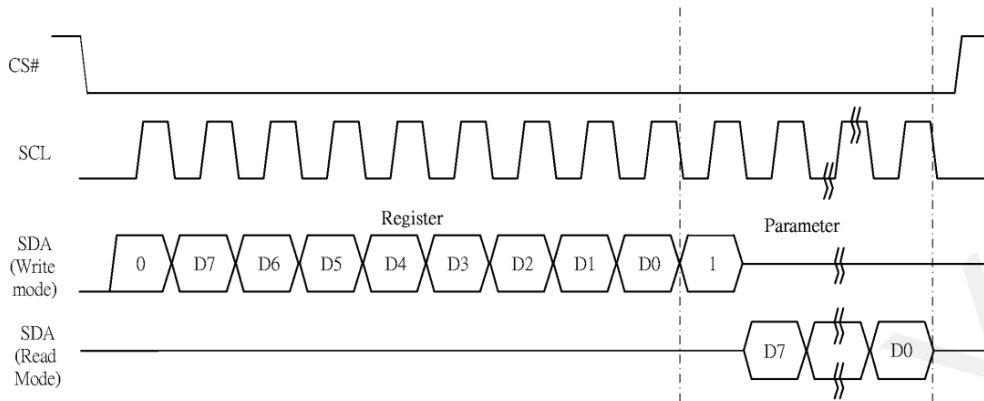 CS#
SCL
Register
Parameter
SDA
(Write
mode)
0 D7 D6 D5 D4 D3 D2 D1 D0 1
SDA
(Read
Mode)
D7 D0